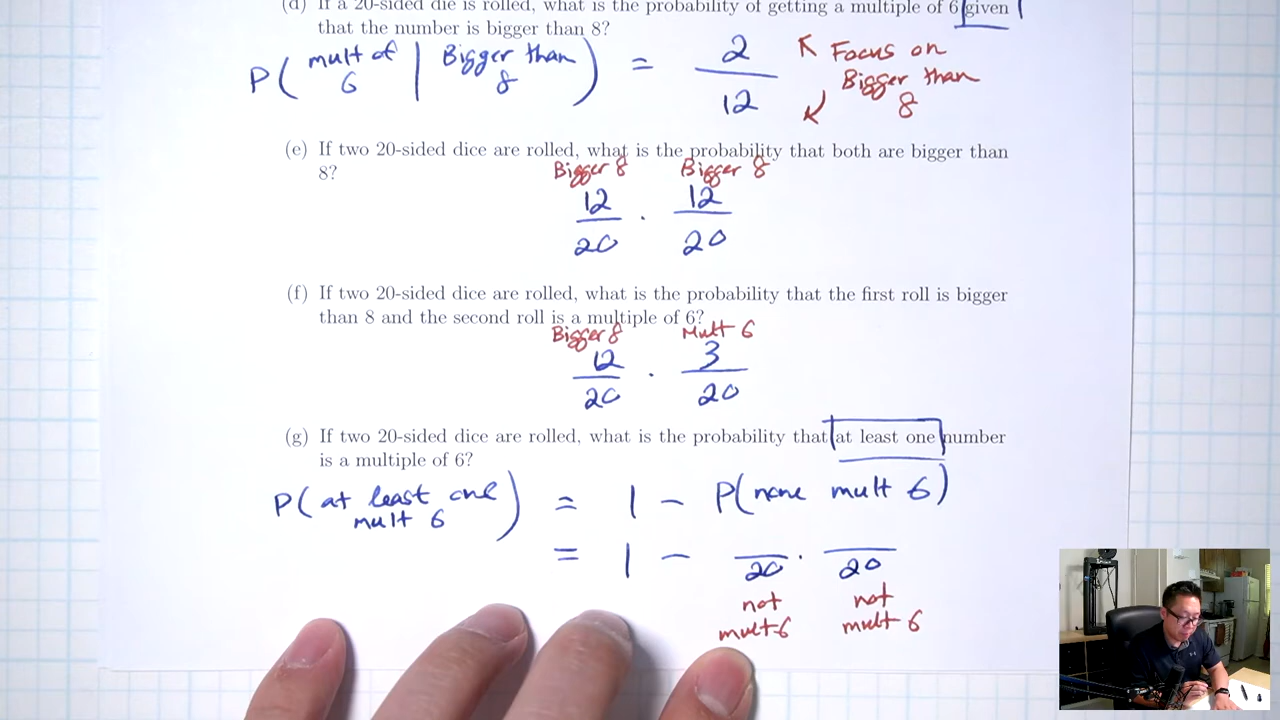 (d) If a 20-sided die is rolled, what is the probability of getting a multiple of 6 given
that the number is bigger than 8?
P( mult of 6 | Bigger than 8 ) = 2/12 Focus on Bigger than 8
(e) If two 20-sided dice are rolled, what is the probability that both are bigger than
8?
Bigger 8 Bigger 8
12/20 · 12/20
(f) If two 20-sided dice are rolled, what is the probability that the first roll is bigger
than 8 and the second roll is a multiple of 6?
Bigger 8 Mult 6
12/20 · 3/20
(g) If two 20-sided dice are rolled, what is the probability that at least one number
is a multiple of 6?
P( at least one mult 6 ) = 1 - P(none mult 6)
= 1 - /20 · /20
not not
mult 6 mult 6